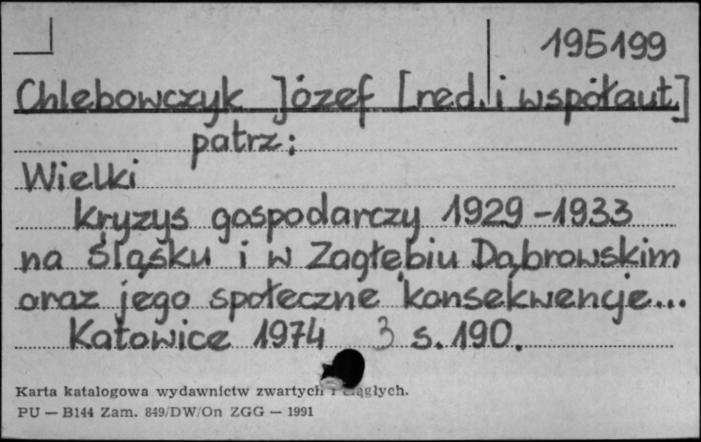 195199
Chlebowczyk Józef [red. i współaut.]
patrz:
Wielki
kryzys gospodarczy 1929-1933
na Śląsku i w Zagłębiu Dąbrowskim
oraz jego społeczne konsekwencje...
Katowice 1974 3 s. 190.
Karta katalogowa wydawnictw zwartych i ciągłych.
PU — B144 Zam. 849/DW/On ZGG — 1991